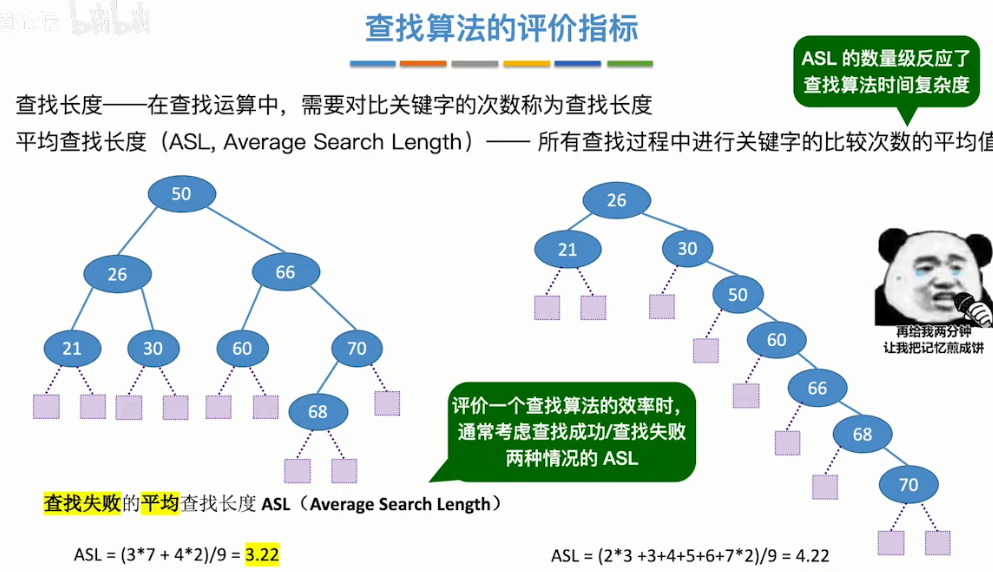 bilibili
查找算法的评价指标
ASL 的数量级反应了
查找算法时间复杂度
查找长度——在查找运算中，需要对比关键字的次数称为查找长度
平均查找长度（ASL, Average Search Length）—— 所有查找过程中进行关键字的比较次数的平均值
50
26
66
21
30
60
70
68
26
21
30
50
60
66
68
70
再给我两分钟
让我把记忆煎成饼
评价一个查找算法的效率时，
通常考虑查找成功/查找失败
两种情况的 ASL
查找失败的平均查找长度 ASL（Average Search Length）
ASL = (3*7 + 4*2)/9 = 3.22
ASL = (2*3 +3+4+5+6+7*2)/9 = 4.22